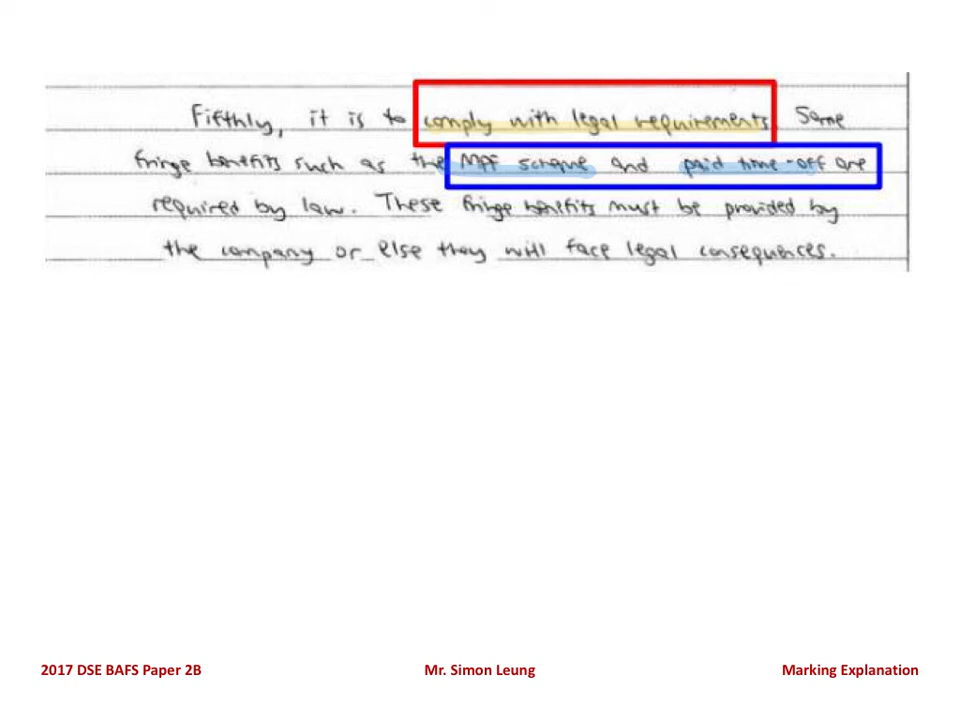 Fifthly, it is to comply with legal requirements. Some
fringe benefits such as the MPF scheme and paid time-off are
required by law. These fringe benefits must be provided by
the company or else they will face legal consequences.
2017 DSE BAFS Paper 2B Mr. Simon Leung Marking Explanation